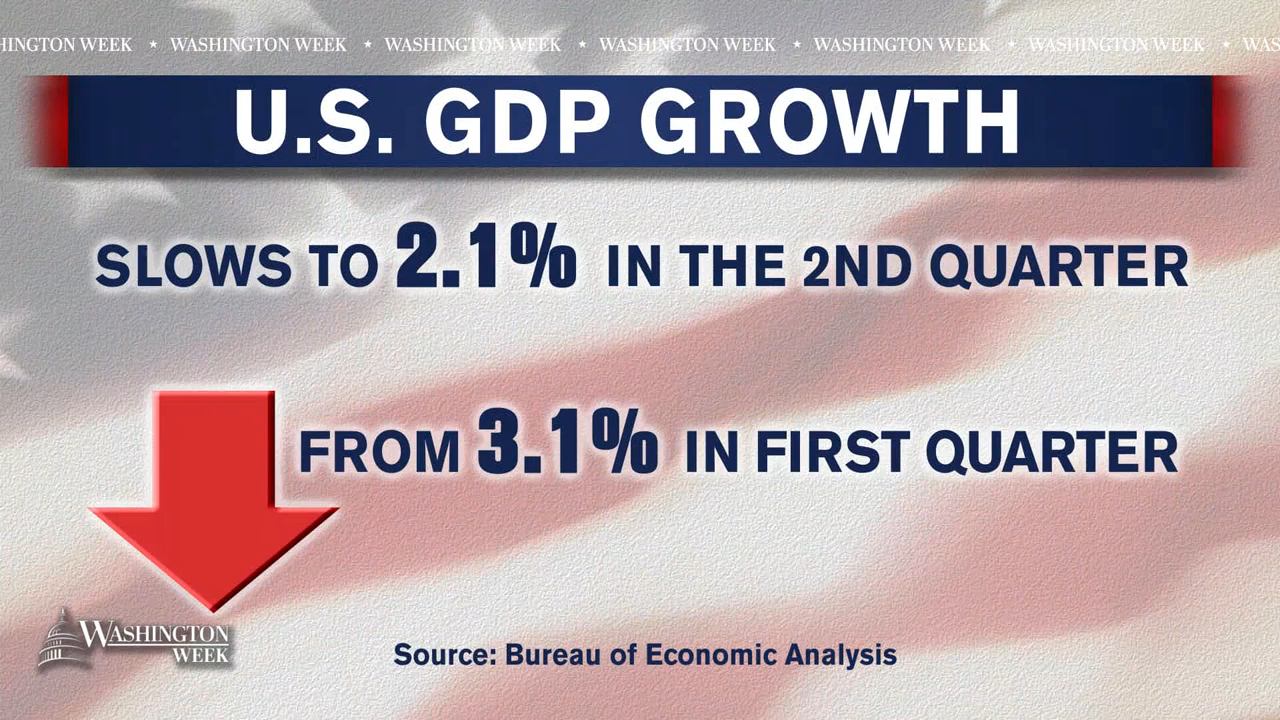 HINGTON WEEK ★ WASHINGTON WEEK ★ WASHINGTON WEEK ★ WASHINGTON WEEK ★ WASHINGTON WEEK ★ WASHINGTON WEEK ★ WAS
U.S. GDP GROWTH
SLOWS TO 2.1% IN THE 2ND QUARTER
FROM 3.1% IN FIRST QUARTER
WASHINGTON
WEEK
Source: Bureau of Economic Analysis